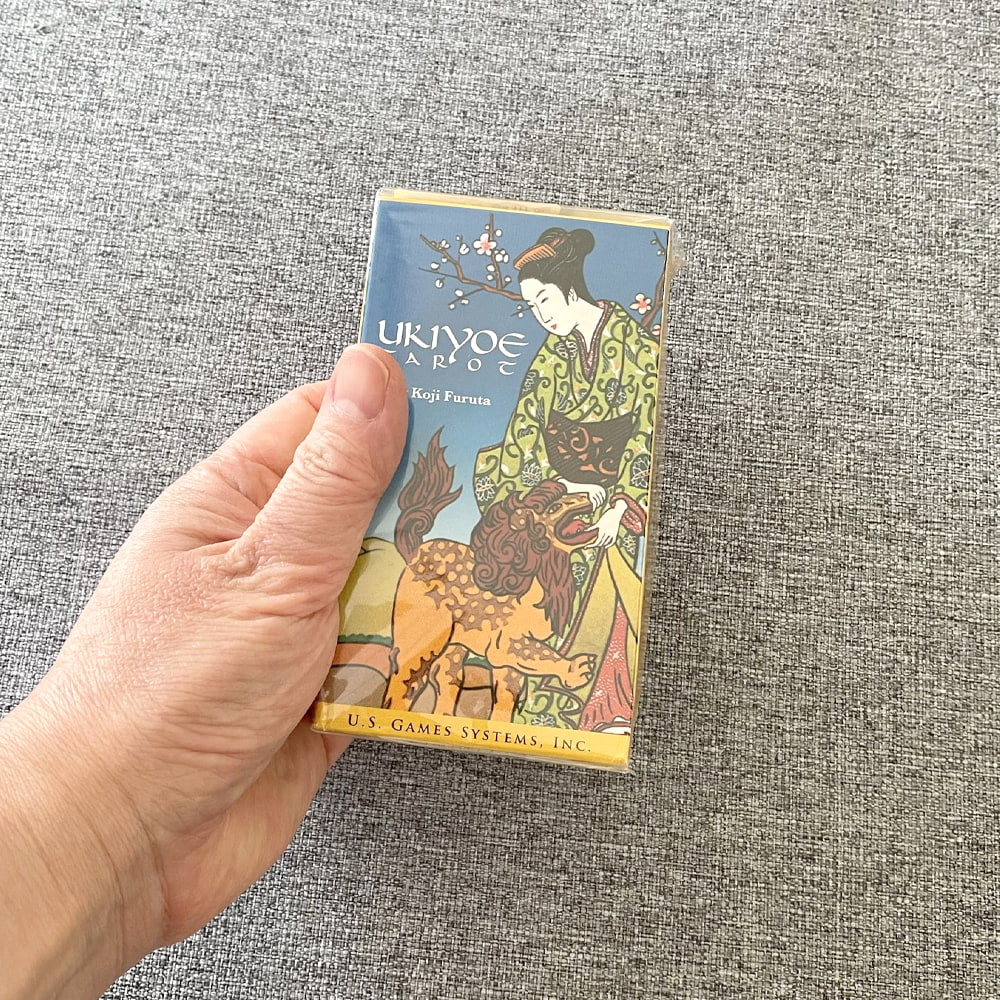 UKIYOE
TAROT
Koji Furuta
U.S. Games Systems, Inc.